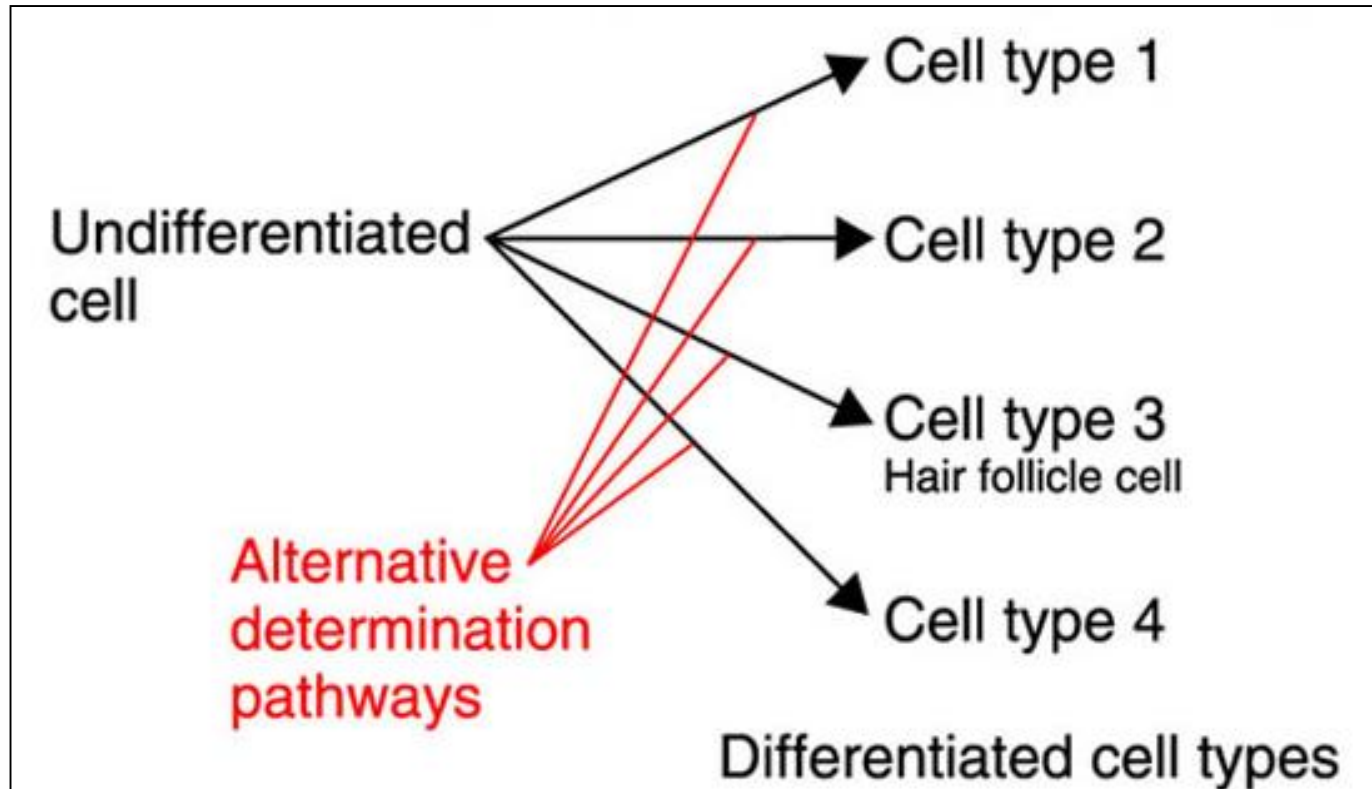 Cell type 1
Undifferentiated
cell
Cell type 2
Cell type 3
Hair follicle cell
Alternative
determination
pathways
Cell type 4
Differentiated cell types